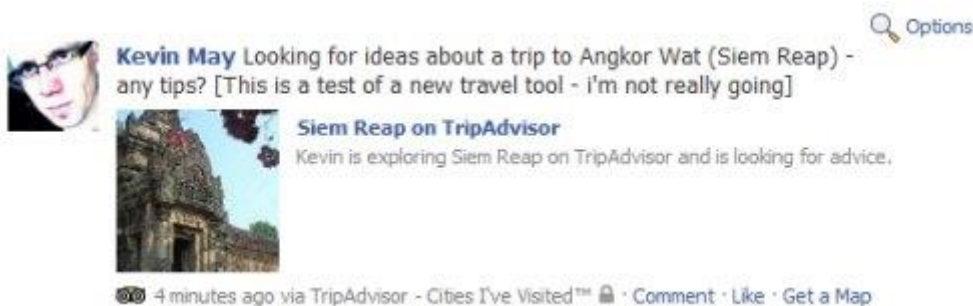 Options
Kevin May Looking for ideas about a trip to Angkor Wat (Siem Reap) -
any tips? [This is a test of a new travel tool - i'm not really going]
Siem Reap on TripAdvisor
Kevin is exploring Siem Reap on TripAdvisor and is looking for advice.
4 minutes ago via TripAdvisor - Cities I've Visited™ · Comment · Like · Get a Map